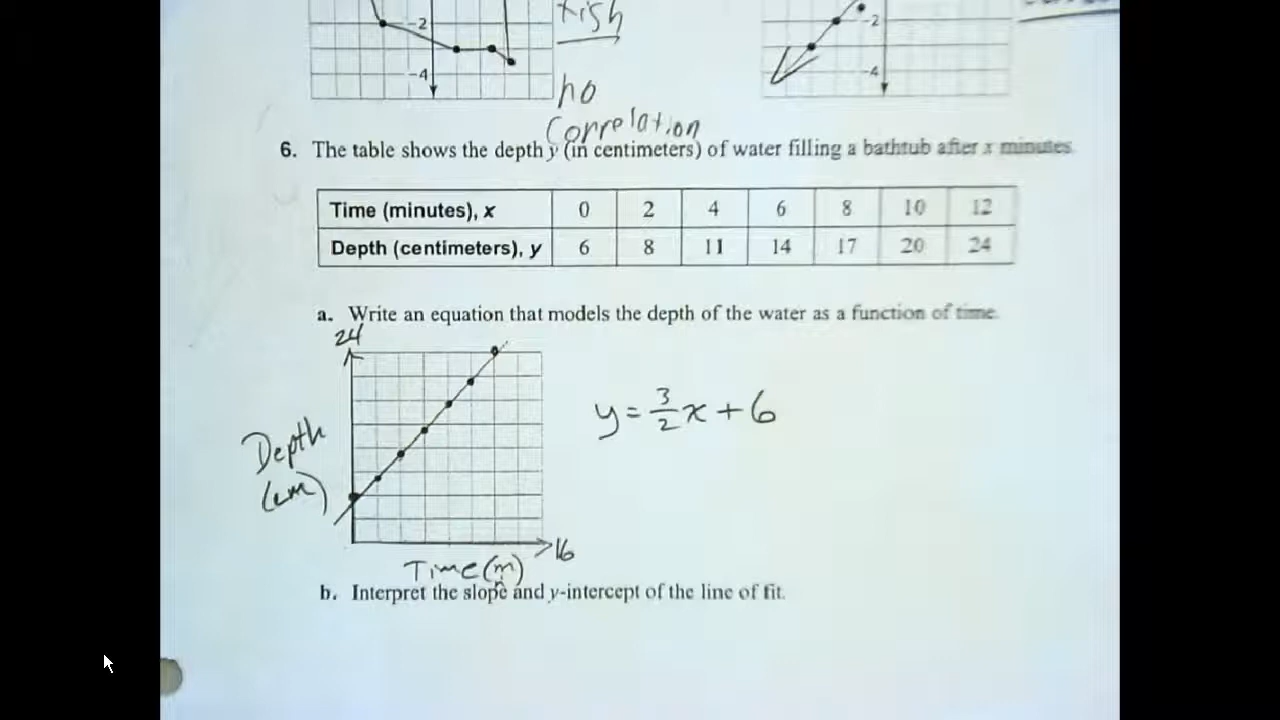 -2
-4
fish
no
correlation
-2
-4
6. The table shows the depth y (in centimeters) of water filling a bathtub after x minutes.
Time (minutes), x 0 2 4 6 8 10 12
Depth (centimeters), y 6 8 11 14 17 20 24
a. Write an equation that models the depth of the water as a function of time.
24
Depth
(cm)
y = 3/2 x + 6
16
Time (m)
b. Interpret the slope and y-intercept of the line of fit.